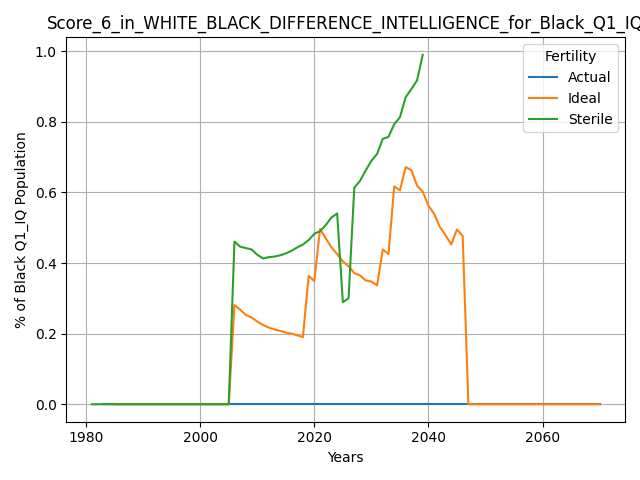 Score_6_in_WHITE_BLACK_DIFFERENCE_INTELLIGENCE_for_Black_Q1_IQ
1.0
0.8
0.6
0.4
0.2
0.0
% of Black Q1_IQ Population
Fertility
Actual
Ideal
Sterile
1980
2000
2020
2040
2060
Years